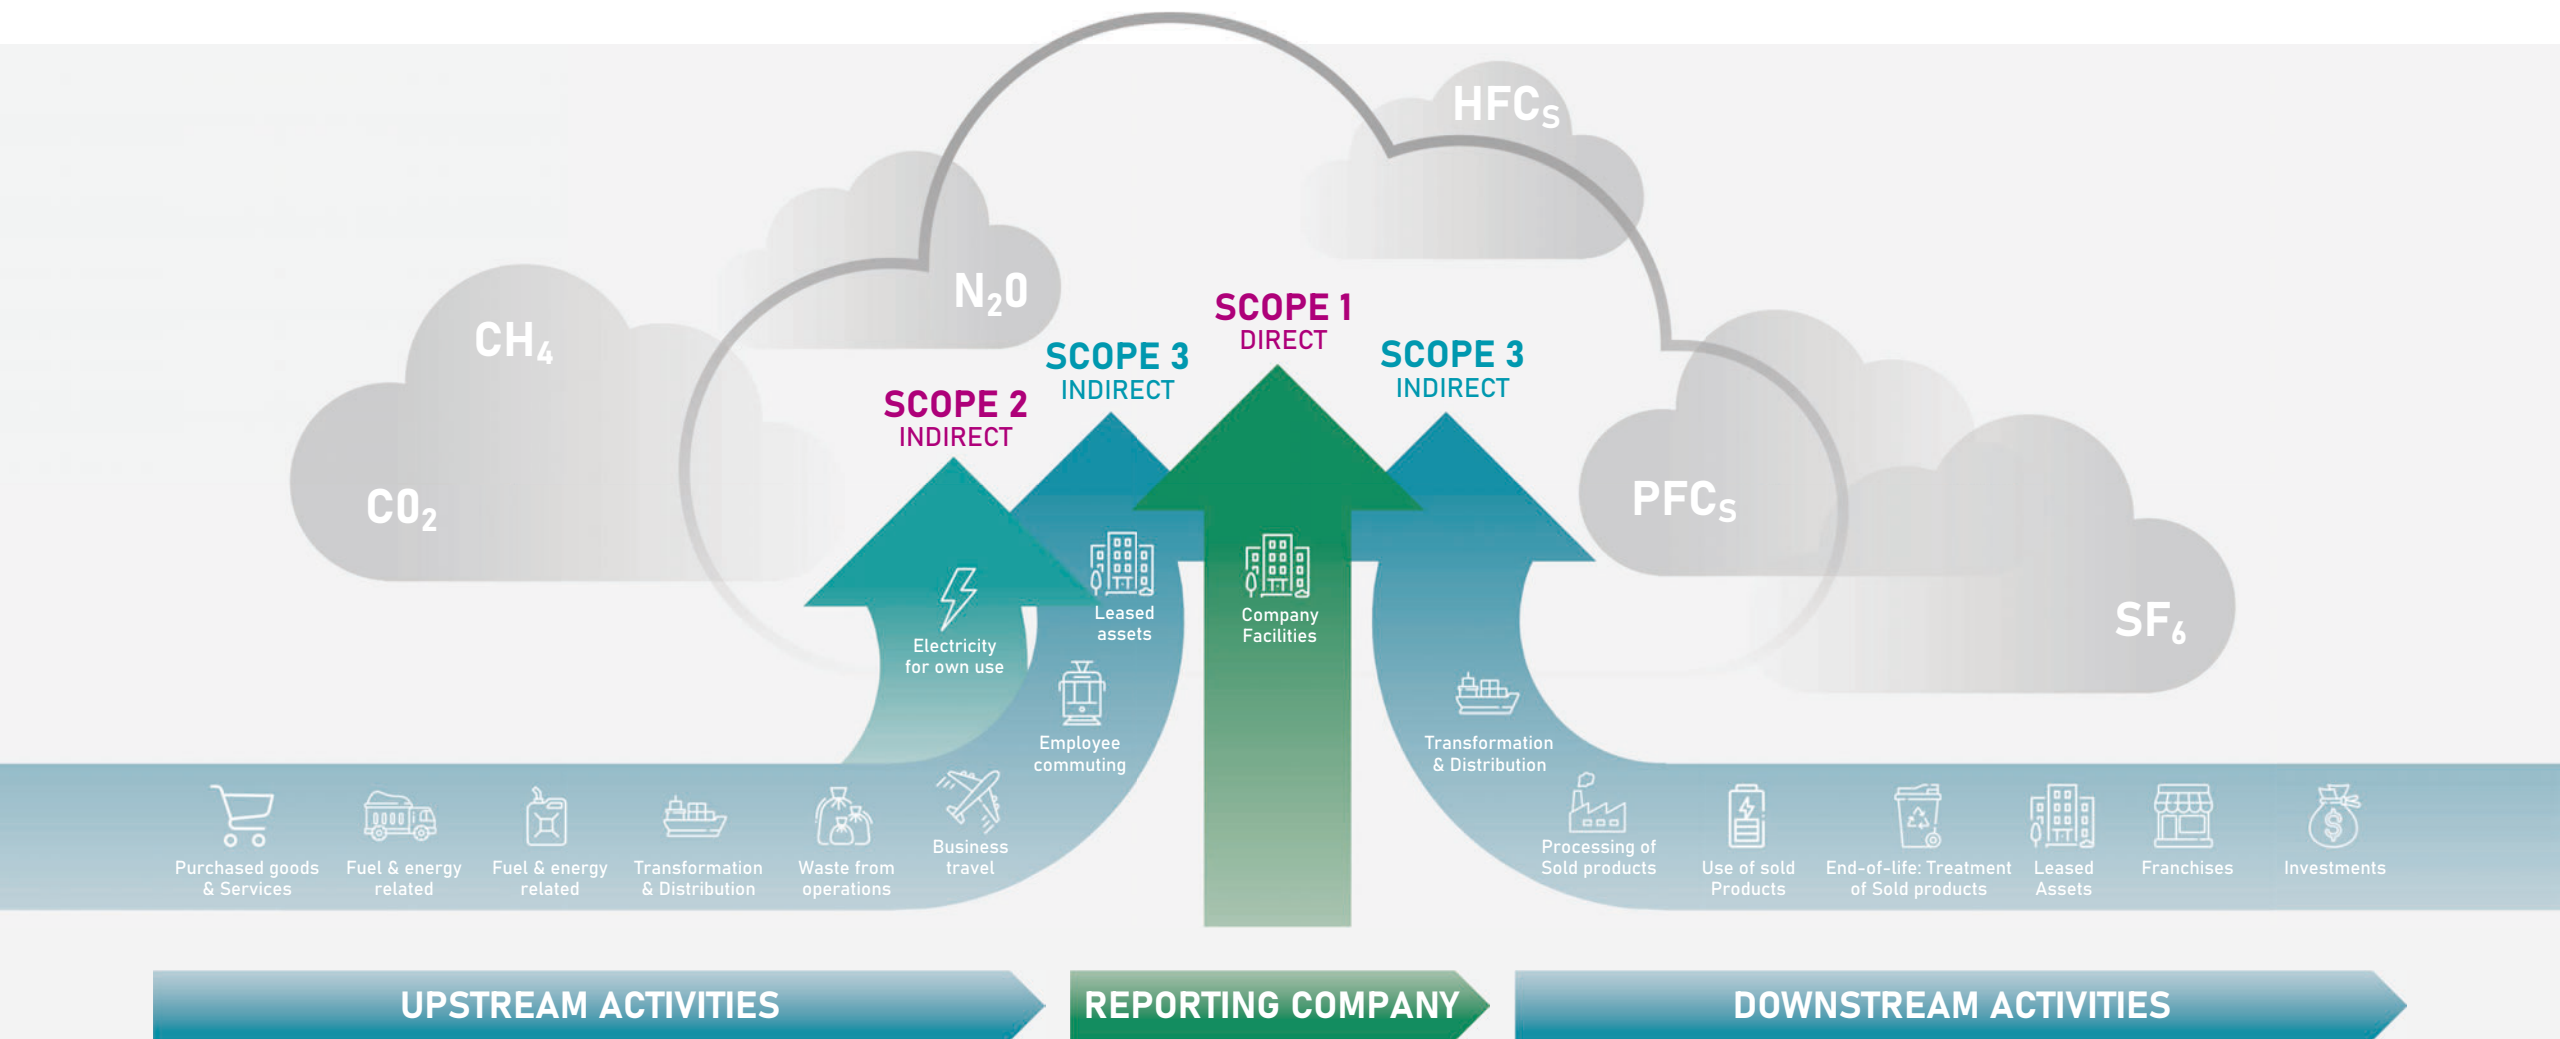 HFCs
N₂0
CH₄
C0₂
PFCs
SF₆
SCOPE 2
INDIRECT
SCOPE 3
INDIRECT
SCOPE 1
DIRECT
SCOPE 3
INDIRECT
Electricity
for own use
Leased
assets
Employee
commuting
Company
Facilities
Transformation
& Distribution
Purchased goods
& Services
Fuel & energy
related
Fuel & energy
related
Transformation
& Distribution
Waste from
operations
Business
travel
Processing of
Sold products
Use of sold
Products
End-of-life: Treatment
of Sold products
Leased
Assets
Franchises
Investments
UPSTREAM ACTIVITIES
REPORTING COMPANY
DOWNSTREAM ACTIVITIES